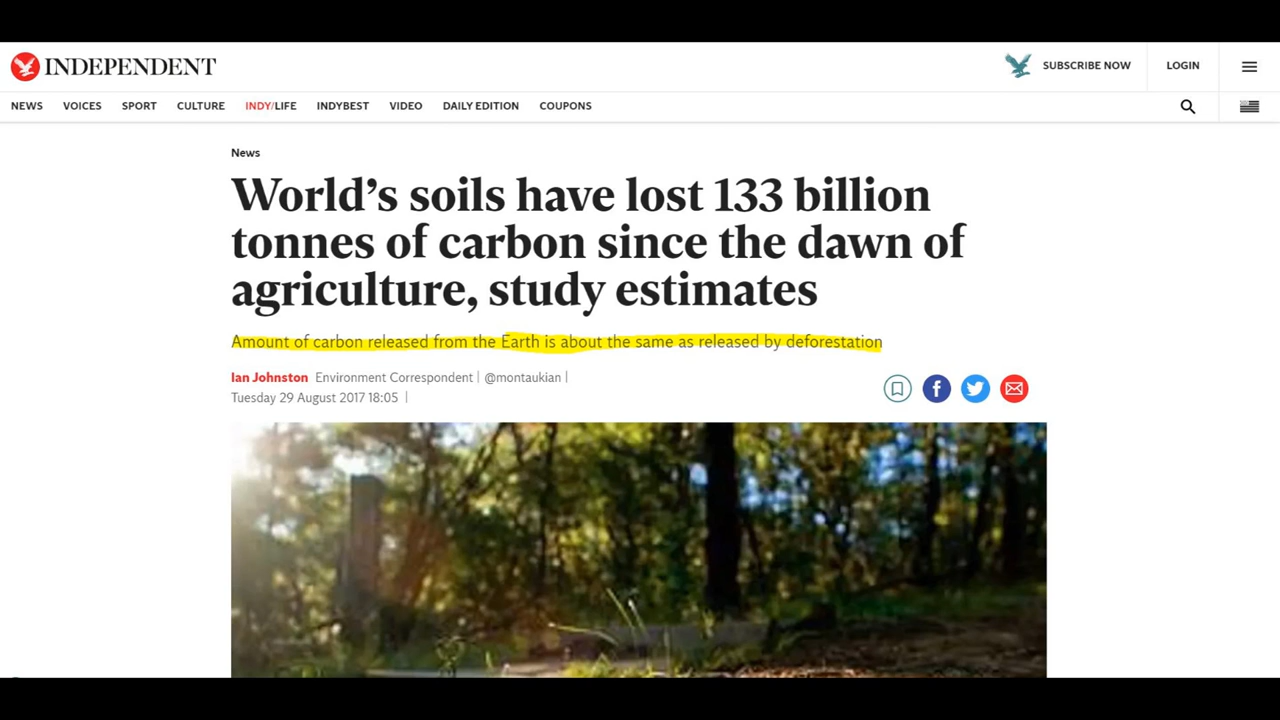 INDEPENDENT
SUBSCRIBE NOW
LOGIN
NEWS VOICES SPORT CULTURE INDY/LIFE INDYBEST VIDEO DAILY EDITION COUPONS
News
World's soils have lost 133 billion
tonnes of carbon since the dawn of
agriculture, study estimates
Amount of carbon released from the Earth is about the same as released by deforestation
Ian Johnston Environment Correspondent | @montaukian |
Tuesday 29 August 2017 18:05 |